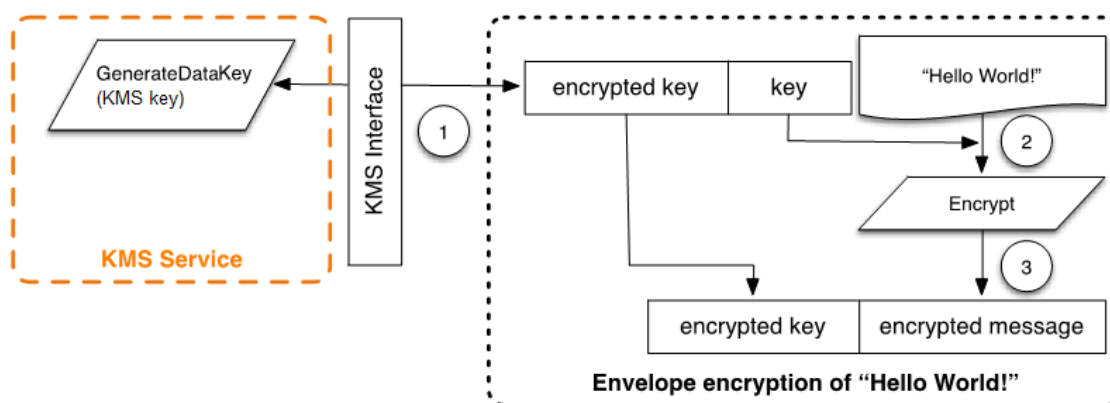 GenerateDataKey
(KMS key)
KMS Service
KMS Interface
1
encrypted key
key
“Hello World!”
2
Encrypt
3
encrypted key
encrypted message
Envelope encryption of “Hello World!”